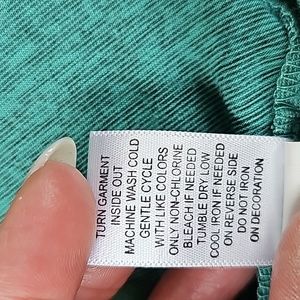 TURN GARMENT
INSIDE OUT
MACHINE WASH COLD
GENTLE CYCLE
WITH LIKE COLORS
ONLY NON-CHLORINE
BLEACH IF NEEDED
TUMBLE DRY LOW
COOL IRON IF NEEDED
ON REVERSE SIDE
DO NOT IRON
ON DECORATION